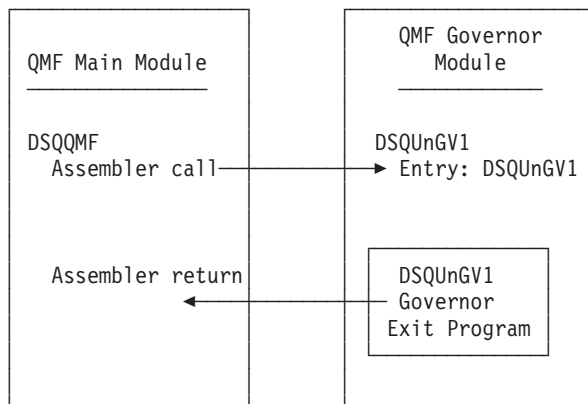 QMF Main Module
QMF Governor
Module
DSQQMF
Assembler call
DSQUnGV1
Entry: DSQUnGV1
Assembler return
DSQUnGV1
Governor
Exit Program